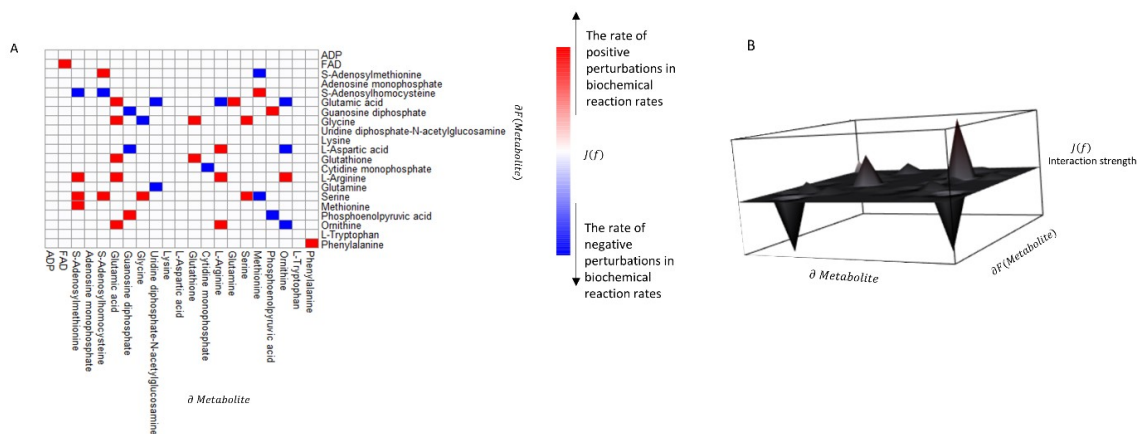 A
ADP
FAD
S-Adenosylmethionine
Adenosine monophosphate
S-Adenosylhomocysteine
Glutamic acid
Guanosine diphosphate
Glycine
Uridine diphosphate-N-acetylglucosamine
Lysine
L-Aspartic acid
Glutathione
Cytidine monophosphate
L-Arginine
Glutamine
Serine
Methionine
Phosphoenolpyruvic acid
Ornithine
L-Tryptophan
Phenylalanine
ADP
FAD
S-Adenosylmethionine
Adenosine monophosphate
S-Adenosylhomocysteine
Glutamic acid
Guanosine diphosphate
Glycine
Uridine diphosphate-N-acetylglucosamine
Lysine
L-Aspartic acid
Glutathione
Cytidine monophosphate
L-Arginine
Glutamine
Serine
Methionine
Phosphoenolpyruvic acid
Ornithine
L-Tryptophan
Phenylalanine
∂ Metabolite
∂F(Metabolite)
J(f)
The rate of
positive
perturbations in
biochemical
reaction rates
The rate of
negative
perturbations in
biochemical
reaction rates
B
J(f)
Interaction strength
∂ Metabolite
∂F(Metabolite)